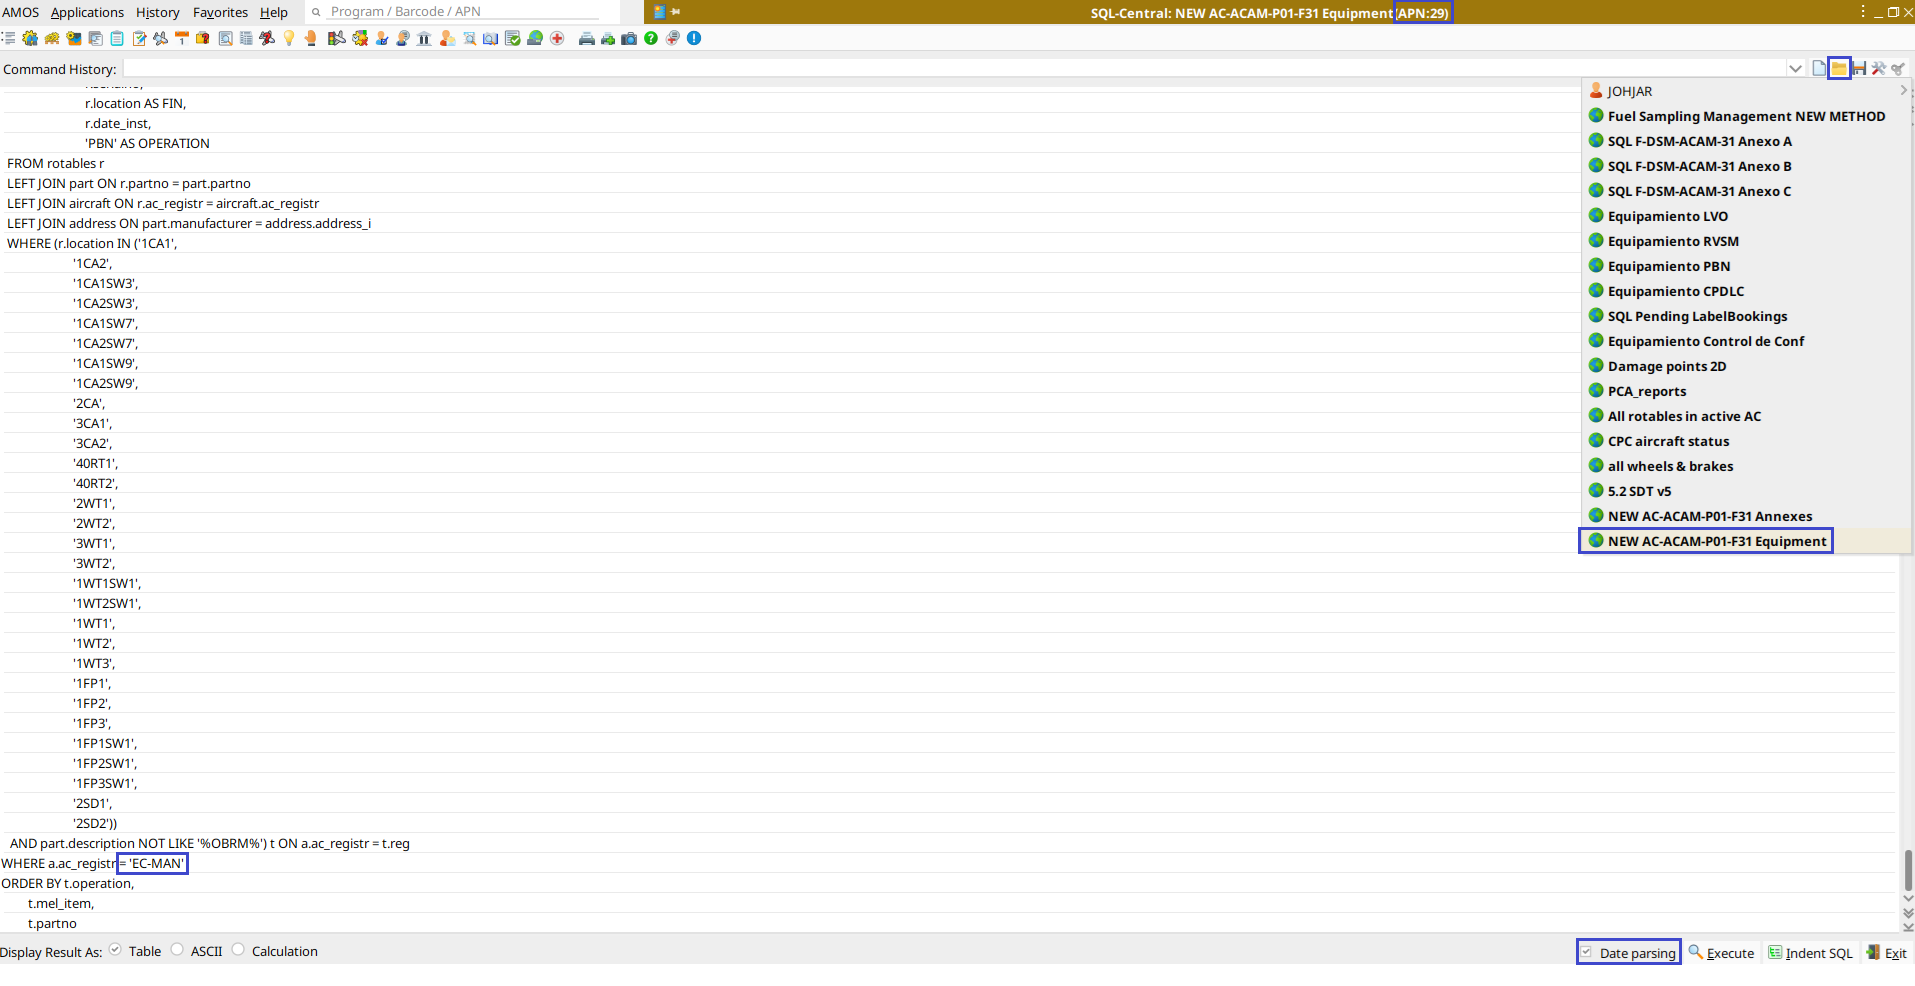 AMOS Applications History Favorites Help Program / Barcode / APN SQL-Central: NEW AC-ACAM-P01-F31 Equipment (APN:29)
Command History:
r.location AS FIN,
r.date_inst,
'PBN' AS OPERATION
FROM rotables r
LEFT JOIN part ON r.partno = part.partno
LEFT JOIN aircraft ON r.ac_registr = aircraft.ac_registr
LEFT JOIN address ON part.manufacturer = address.address_i
WHERE (r.location IN ('1CA1',
'1CA2',
'1CA1SW3',
'1CA2SW3',
'1CA1SW7',
'1CA2SW7',
'1CA1SW9',
'1CA2SW9',
'2CA',
'3CA1',
'3CA2',
'40RT1',
'40RT2',
'2WT1',
'2WT2',
'3WT1',
'3WT2',
'1WT1SW1',
'1WT2SW1',
'1WT1',
'1WT2',
'1WT3',
'1FP1',
'1FP2',
'1FP3',
'1FP1SW1',
'1FP2SW1',
'1FP3SW1',
'2SD1',
'2SD2'))
AND part.description NOT LIKE '%OBRM%') t ON a.ac_registr = t.reg
WHERE a.ac_registr = 'EC-MAN'
ORDER BY t.operation,
t.mel_item,
t.partno
JOHJAR
Fuel Sampling Management NEW METHOD
SQL F-DSM-ACAM-31 Anexo A
SQL F-DSM-ACAM-31 Anexo B
SQL F-DSM-ACAM-31 Anexo C
Equipamiento LVO
Equipamiento RVSM
Equipamiento PBN
Equipamiento CPDLC
SQL Pending LabelBookings
Equipamiento Control de Conf
Damage points 2D
PCA_reports
All rotables in active AC
CPC aircraft status
all wheels & brakes
5.2 SDT v5
NEW AC-ACAM-P01-F31 Annexes
NEW AC-ACAM-P01-F31 Equipment
Display Result As: Table ASCII Calculation Date parsing Execute Indent SQL Exit